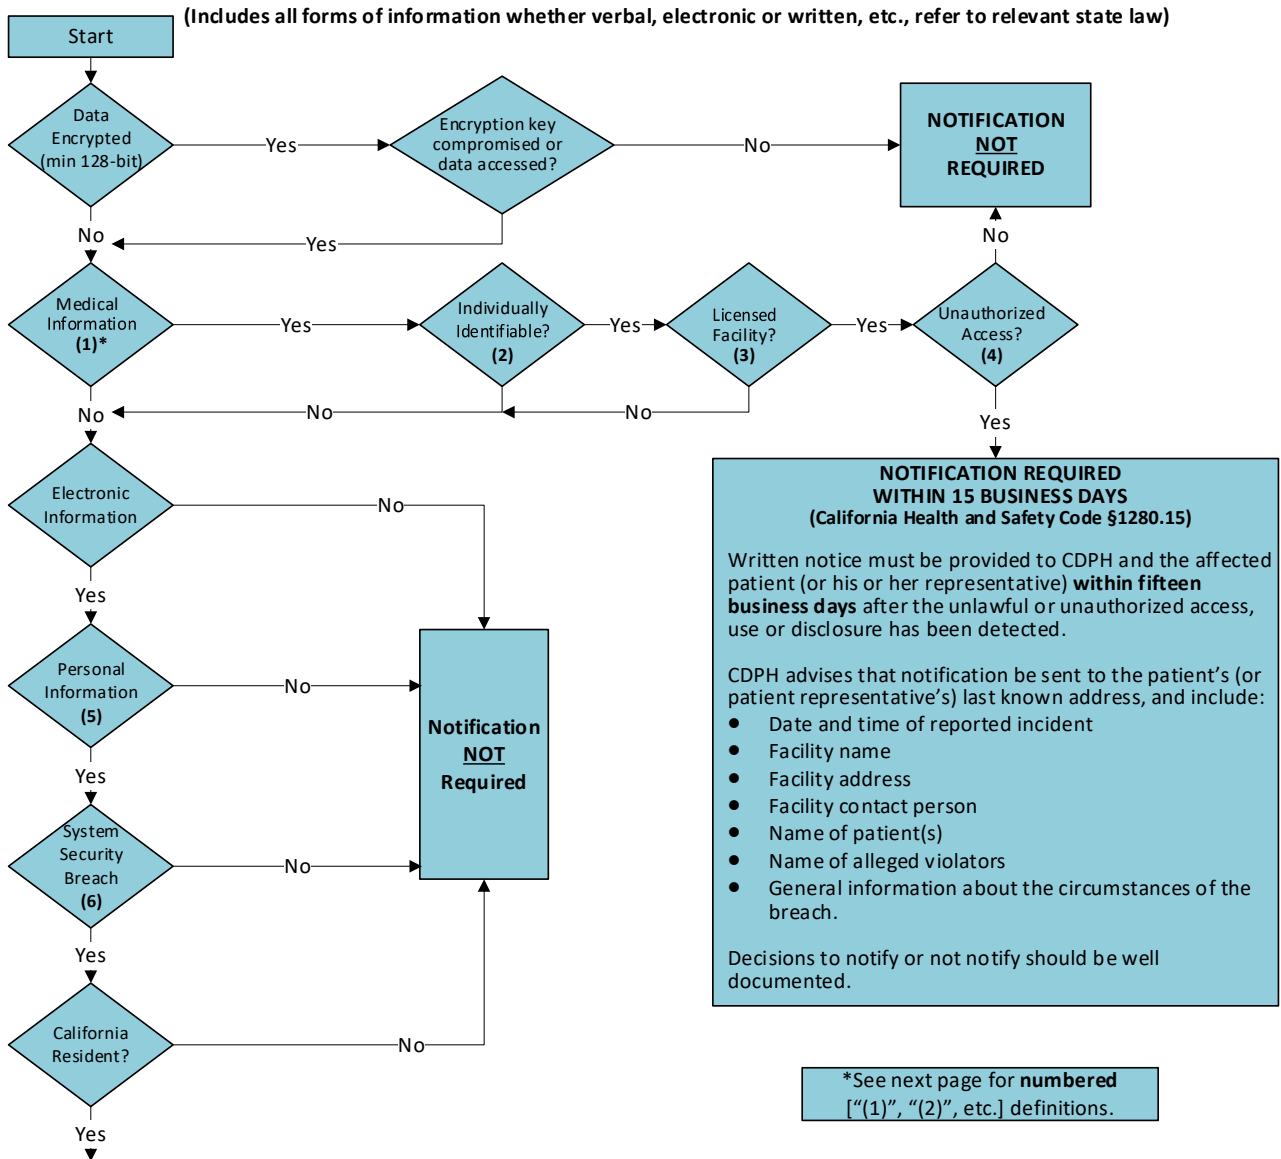 (Includes all forms of information whether verbal, electronic or written, etc., refer to relevant state law)
Start
Data
Encrypted
(min 128-bit)
Yes
Encryption key
compromised or
data accessed?
No
NOTIFICATION
NOT
REQUIRED
No
Yes
No
Medical
Information
(1)*
Yes
Individually
Identifiable?
(2)
Yes
Licensed
Facility?
(3)
Yes
Unauthorized
Access?
(4)
No
No
No
Yes
Electronic
Information
No
Yes
Personal
Information
(5)
No
Yes
System
Security
Breach
(6)
No
Yes
California
Resident?
No
Yes
Notification
NOT
Required
NOTIFICATION REQUIRED
WITHIN 15 BUSINESS DAYS
(California Health and Safety Code §1280.15)
Written notice must be provided to CDPH and the affected
patient (or his or her representative) within fifteen
business days after the unlawful or unauthorized access,
use or disclosure has been detected.
CDPH advises that notification be sent to the patient's (or
patient representative's) last known address, and include:
● Date and time of reported incident
● Facility name
● Facility address
● Facility contact person
● Name of patient(s)
● Name of alleged violators
● General information about the circumstances of the
breach.
Decisions to notify or not notify should be well
documented.
*See next page for numbered
[“(1)”, “(2)”, etc.] definitions.